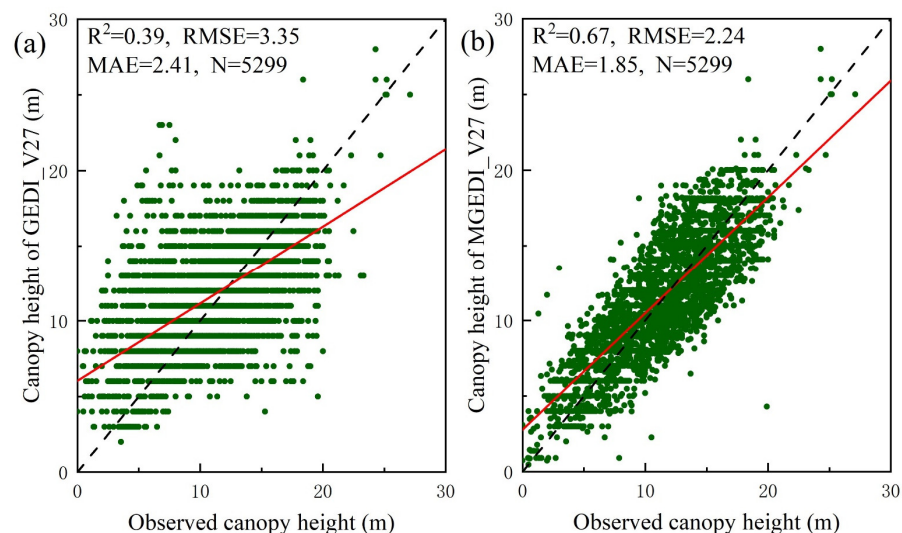 (a)
R²=0.39, RMSE=3.35
MAE=2.41, N=5299
Canopy height of GEDI_V27 (m)
30
20
10
0
0 10 20 30
Observed canopy height (m)
(b)
R²=0.67, RMSE=2.24
MAE=1.85, N=5299
Canopy height of MGEDI_V27 (m)
30
20
10
0
0 10 20 30
Observed canopy height (m)